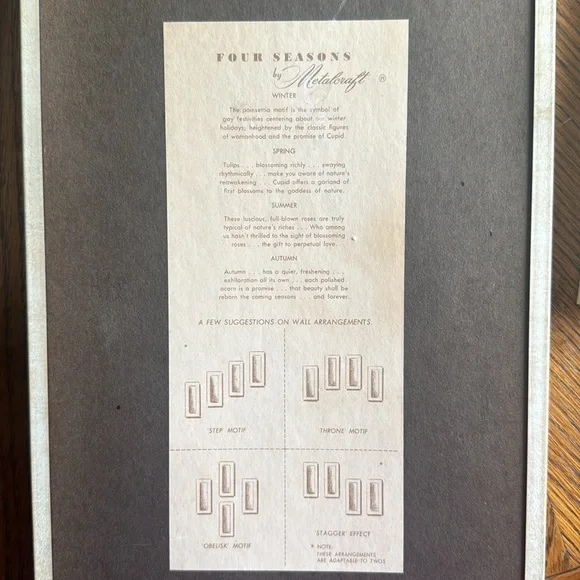 FOUR SEASONS
by Metalcraft ®
WINTER
The poinsettia motif is the symbol of
gay festivities centering about our winter
holidays, heightened by the classic figures
of womanhood and the promise of Cupid.
SPRING
Tulips . . . blossoming richly . . . swaying
rhythmically . . . make you aware of nature's
reawakening . . . Cupid offers a garland of
first blossoms to the goddess of nature.
SUMMER
These luscious, full-blown roses are truly
typical of nature's riches . . . Who among
us hasn't thrilled to the sight of blossoming
roses . . . the gift to perpetual love.
AUTUMN
Autumn . . . has a quiet, freshening . . .
exhilaration all its own . . . each polished
acorn is a promise . . . that beauty shall be
reborn the coming seasons . . . and forever.
A FEW SUGGESTIONS ON WALL ARRANGEMENTS.
'STEP' MOTIF
'THRONE' MOTIF
'OBELISK' MOTIF
'STAGGER' EFFECT
* NOTE:
THESE ARRANGEMENTS
ARE ADAPTABLE TO TWOS